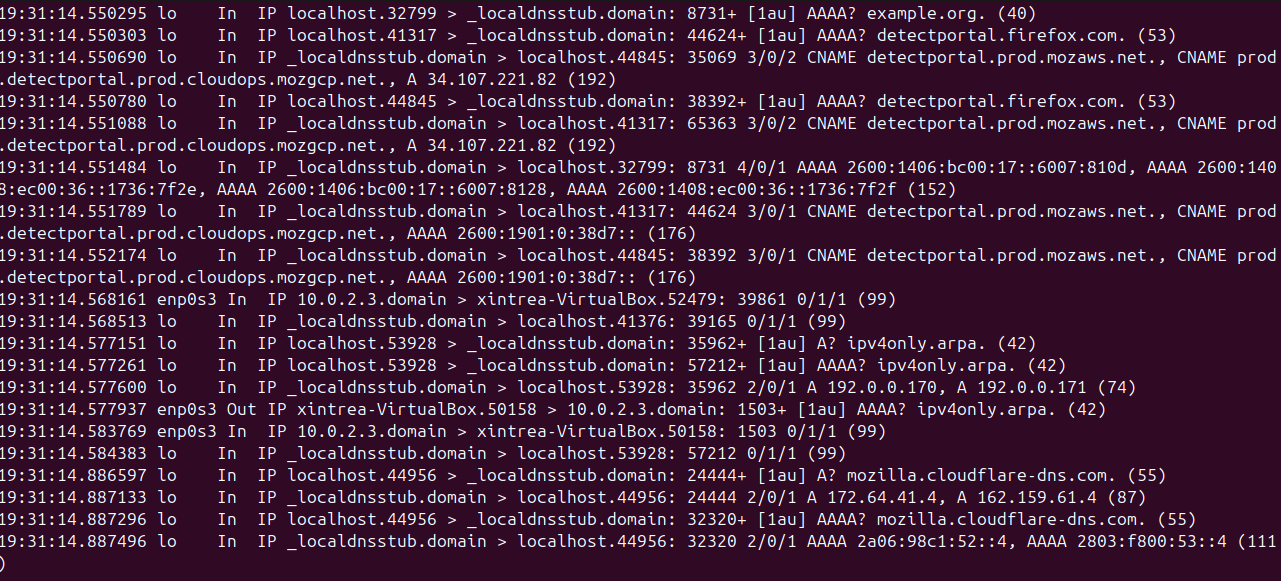 19:31:14.550295 lo    In  IP localhost.32799 > _localdnsstub.domain: 8731+ [1au] AAAA? example.org. (40)
19:31:14.550303 lo    In  IP localhost.41317 > _localdnsstub.domain: 44624+ [1au] AAAA? detectportal.firefox.com. (53)
19:31:14.550690 lo    In  IP _localdnsstub.domain > localhost.44845: 35069 3/0/2 CNAME detectportal.prod.mozaws.net., CNAME prod
.detectportal.prod.cloudops.mozgcp.net., A 34.107.221.82 (192)
19:31:14.550780 lo    In  IP localhost.44845 > _localdnsstub.domain: 38392+ [1au] AAAA? detectportal.firefox.com. (53)
19:31:14.551088 lo    In  IP _localdnsstub.domain > localhost.41317: 65363 3/0/2 CNAME detectportal.prod.mozaws.net., CNAME prod
.detectportal.prod.cloudops.mozgcp.net., A 34.107.221.82 (192)
19:31:14.551484 lo    In  IP _localdnsstub.domain > localhost.32799: 8731 4/0/1 AAAA 2600:1406:bc00:17::6007:810d, AAAA 2600:140
8:ec00:36::1736:7f2e, AAAA 2600:1406:bc00:17::6007:8128, AAAA 2600:1408:ec00:36::1736:7f2f (152)
19:31:14.551789 lo    In  IP _localdnsstub.domain > localhost.41317: 44624 3/0/1 CNAME detectportal.prod.mozaws.net., CNAME prod
.detectportal.prod.cloudops.mozgcp.net., AAAA 2600:1901:0:38d7:: (176)
19:31:14.552174 lo    In  IP _localdnsstub.domain > localhost.44845: 38392 3/0/1 CNAME detectportal.prod.mozaws.net., CNAME prod
.detectportal.prod.cloudops.mozgcp.net., AAAA 2600:1901:0:38d7:: (176)
19:31:14.568161 enp0s3 In  IP 10.0.2.3.domain > xintrea-VirtualBox.52479: 39861 0/1/1 (99)
19:31:14.568513 lo    In  IP _localdnsstub.domain > localhost.41376: 39165 0/1/1 (99)
19:31:14.577151 lo    In  IP localhost.53928 > _localdnsstub.domain: 35962+ [1au] A? ipv4only.arpa. (42)
19:31:14.577261 lo    In  IP localhost.53928 > _localdnsstub.domain: 57212+ [1au] AAAA? ipv4only.arpa. (42)
19:31:14.577600 lo    In  IP _localdnsstub.domain > localhost.53928: 35962 2/0/1 A 192.0.0.170, A 192.0.0.171 (74)
19:31:14.577937 enp0s3 Out IP xintrea-VirtualBox.50158 > 10.0.2.3.domain: 1503+ [1au] AAAA? ipv4only.arpa. (42)
19:31:14.583769 enp0s3 In  IP 10.0.2.3.domain > xintrea-VirtualBox.50158: 1503 0/1/1 (99)
19:31:14.584383 lo    In  IP _localdnsstub.domain > localhost.53928: 57212 0/1/1 (99)
19:31:14.886597 lo    In  IP localhost.44956 > _localdnsstub.domain: 24444+ [1au] A? mozilla.cloudflare-dns.com. (55)
19:31:14.887133 lo    In  IP _localdnsstub.domain > localhost.44956: 24444 2/0/1 A 172.64.41.4, A 162.159.61.4 (87)
19:31:14.887296 lo    In  IP localhost.44956 > _localdnsstub.domain: 32320+ [1au] AAAA? mozilla.cloudflare-dns.com. (55)
19:31:14.887496 lo    In  IP _localdnsstub.domain > localhost.44956: 32320 2/0/1 AAAA 2a06:98c1:52::4, AAAA 2803:f800:53::4 (111
)